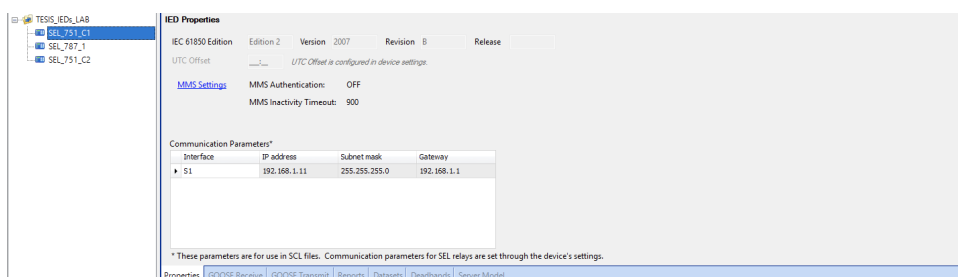 TESIS_IEDs_LAB
SEL_751_C1
SEL_787_1
SEL_751_C2
IED Properties
IEC 61850 Edition Edition 2 Version 2007 Revision B Release
UTC Offset __:__ UTC Offset is configured in device settings.
MMS Settings MMS Authentication: OFF
MMS Inactivity Timeout: 900
Communication Parameters*
Interface IP address Subnet mask Gateway
S1 192.168.1.11 255.255.255.0 192.168.1.1
* These parameters are for use in SCL files. Communication parameters for SEL relays are set through the device's settings.
Properties GOOSE Receive GOOSE Transmit Reports Datasets Deadbands Server Model